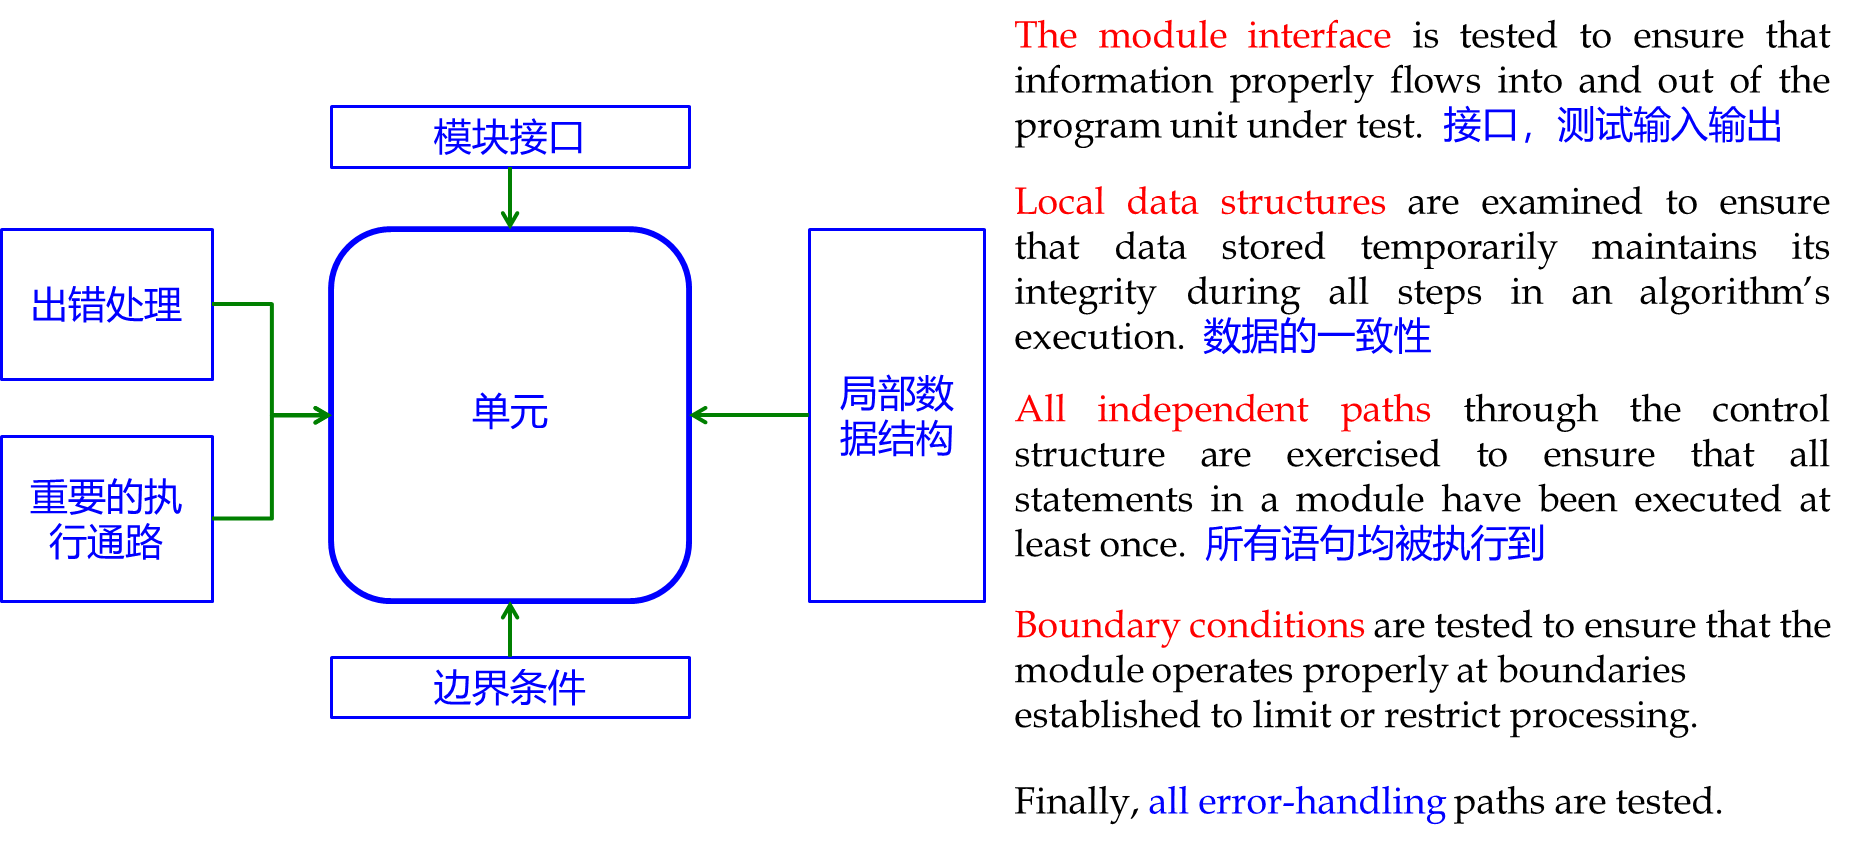 模块接口
出错处理
重要的执
行通路
单元
局部数
据结构
边界条件
The module interface is tested to ensure that
information properly flows into and out of the
program unit under test. 接口，测试输入输出
Local data structures are examined to ensure
that data stored temporarily maintains its
integrity during all steps in an algorithm’s
execution. 数据的一致性
All independent paths through the control
structure are exercised to ensure that all
statements in a module have been executed at
least once. 所有语句均被执行到
Boundary conditions are tested to ensure that the
module operates properly at boundaries
established to limit or restrict processing.
Finally, all error-handling paths are tested.